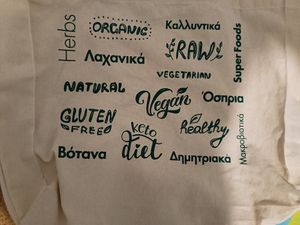 Herbs
ORGANIC
Καλλυντικά
Λαχανικά
RAW
Super Foods
VEGETARIAN
NATURAL
Vegan
Όσπρια
GLUTEN
FREE
keto
diet
Healthy
Μακροβιοτικά
Βότανα
Δημητριακά